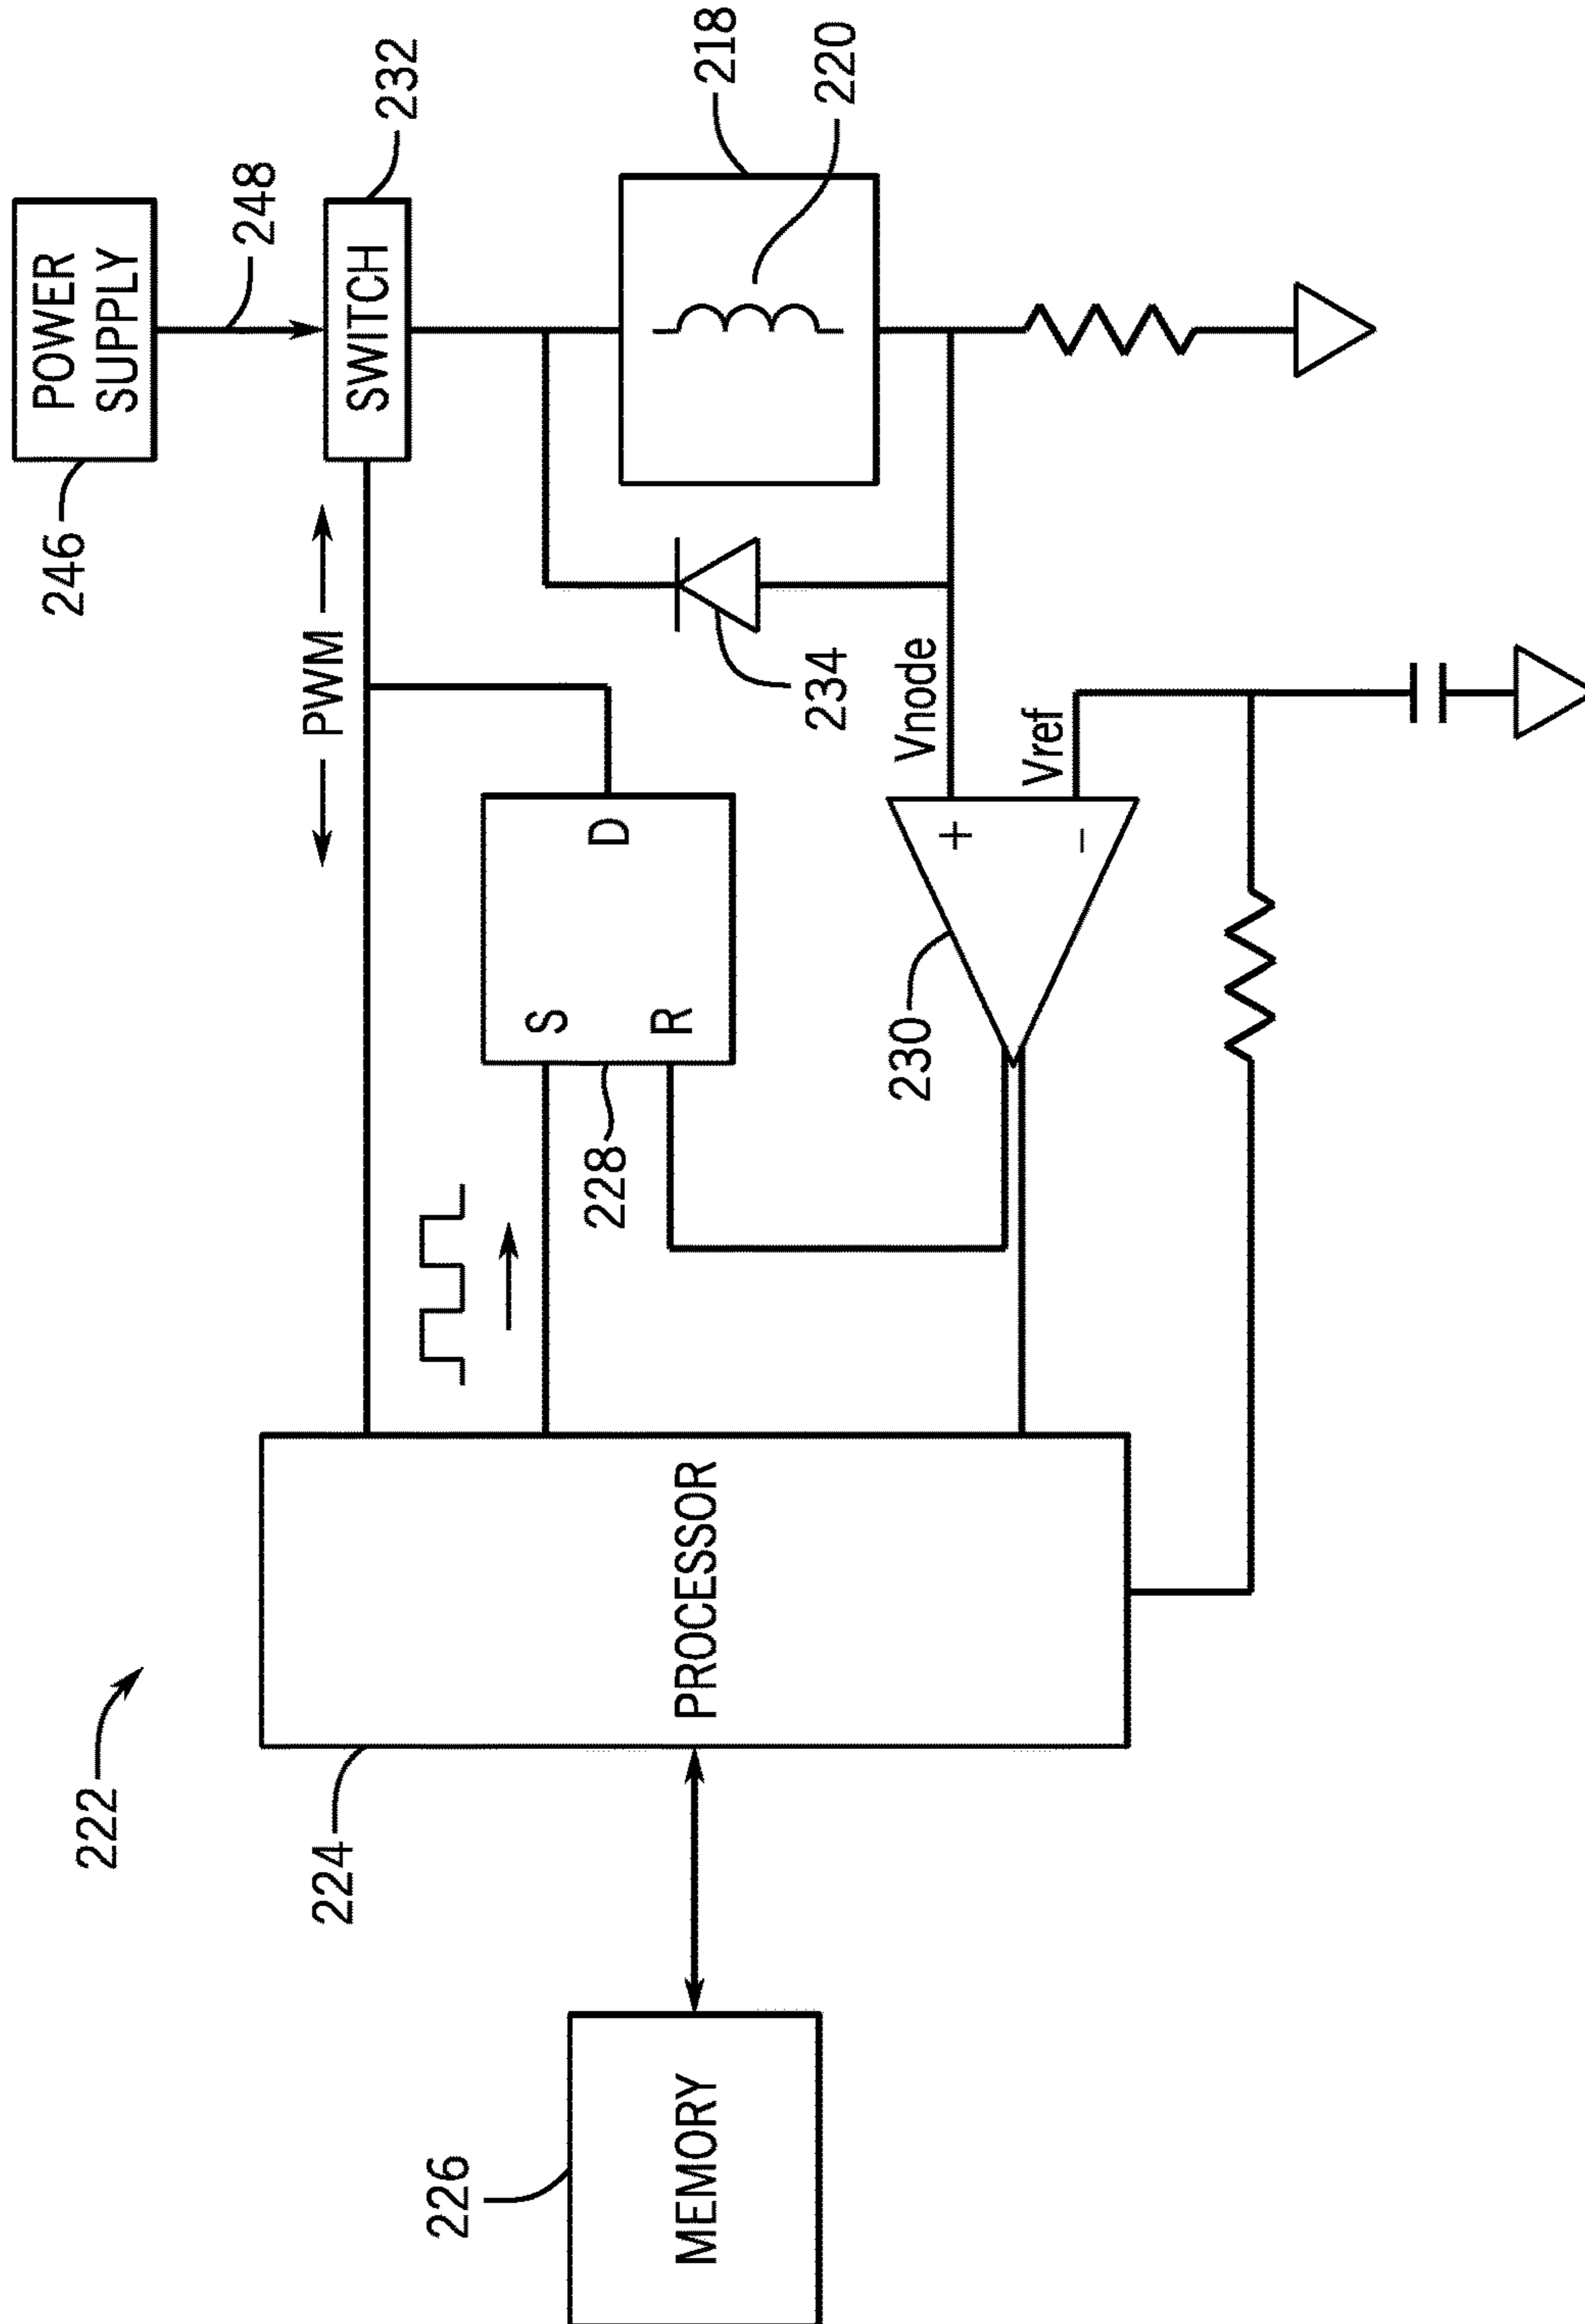 222
226
MEMORY
224
PROCESSOR
PWM
228
S
R
D
230
+
−
Vnode
Vref
234
246
POWER
SUPPLY
248
SWITCH
232
218
220